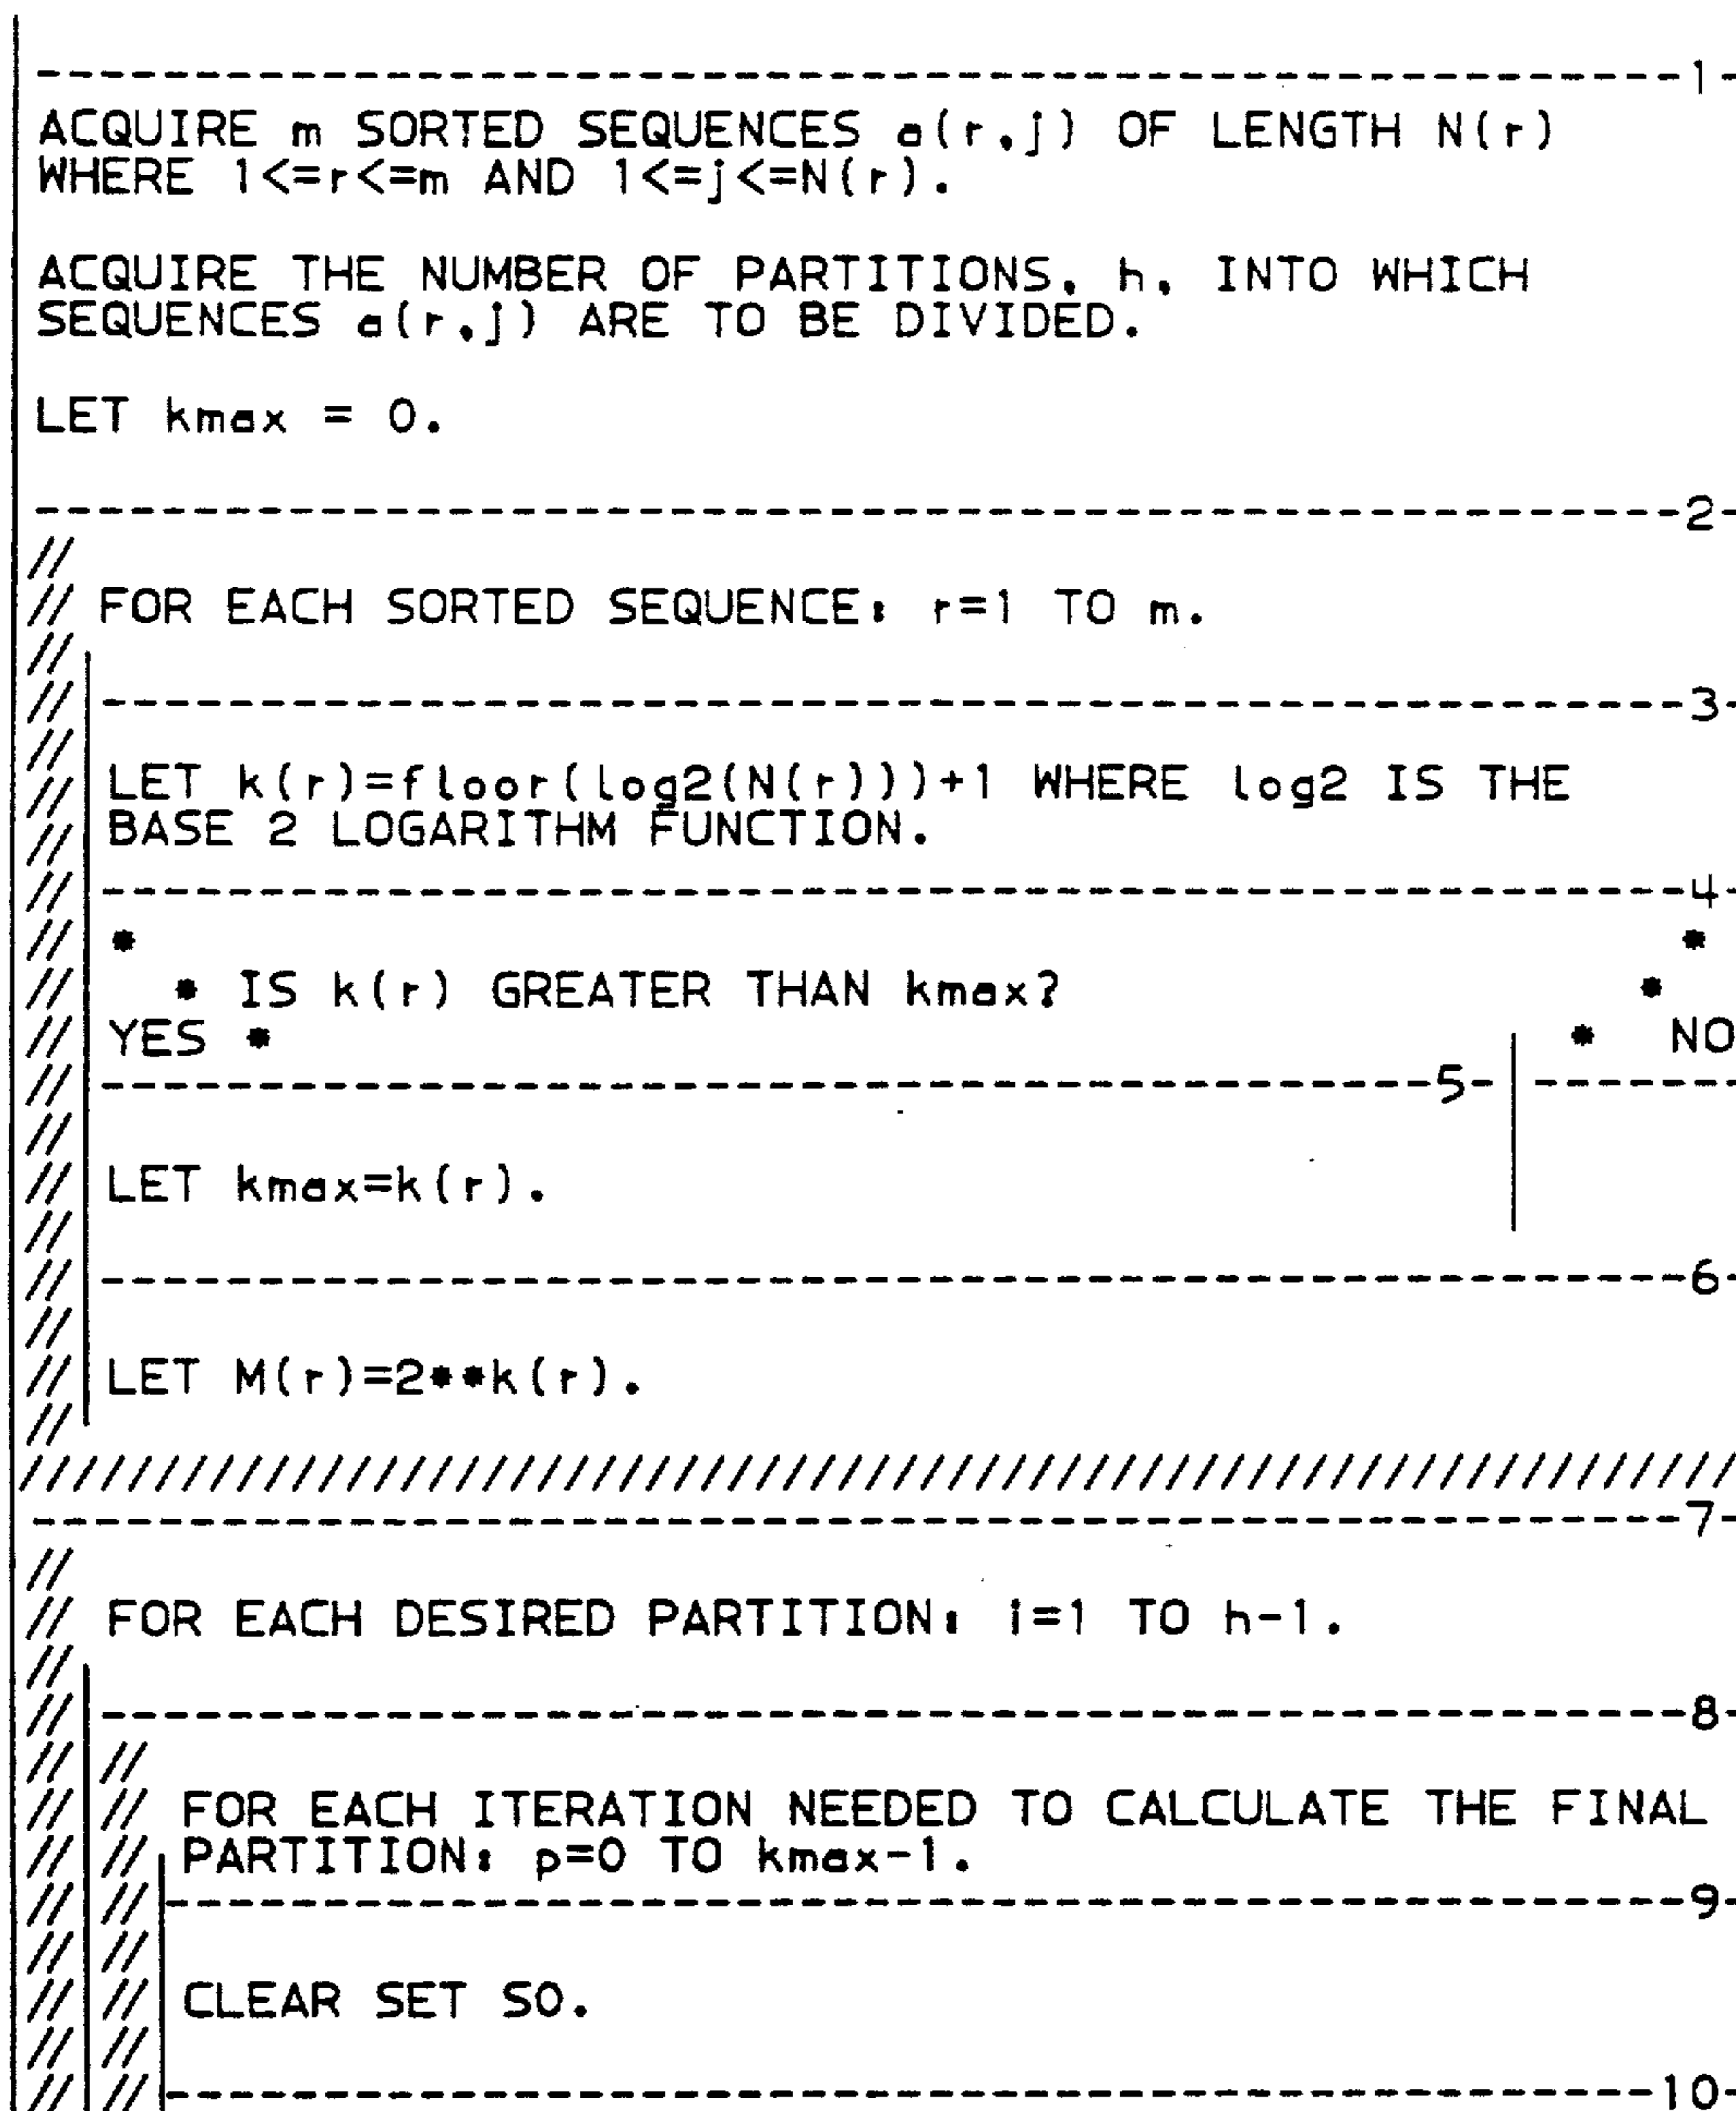 1
ACQUIRE m SORTED SEQUENCES a(r,j) OF LENGTH N(r)
WHERE 1<=r<=m AND 1<=j<=N(r).
ACQUIRE THE NUMBER OF PARTITIONS, h, INTO WHICH
SEQUENCES a(r,j) ARE TO BE DIVIDED.
LET kmax = 0.
2
FOR EACH SORTED SEQUENCE: r=1 TO m.
3
LET k(r)=floor(log2(N(r)))+1 WHERE log2 IS THE
BASE 2 LOGARITHM FUNCTION.
4
* *
* IS k(r) GREATER THAN kmax? *
YES * * NO
5
LET kmax=k(r).
6
LET M(r)=2**k(r).
7
FOR EACH DESIRED PARTITION: i=1 TO h-1.
8
FOR EACH ITERATION NEEDED TO CALCULATE THE FINAL
PARTITION: p=0 TO kmax-1.
9
CLEAR SET SO.
10